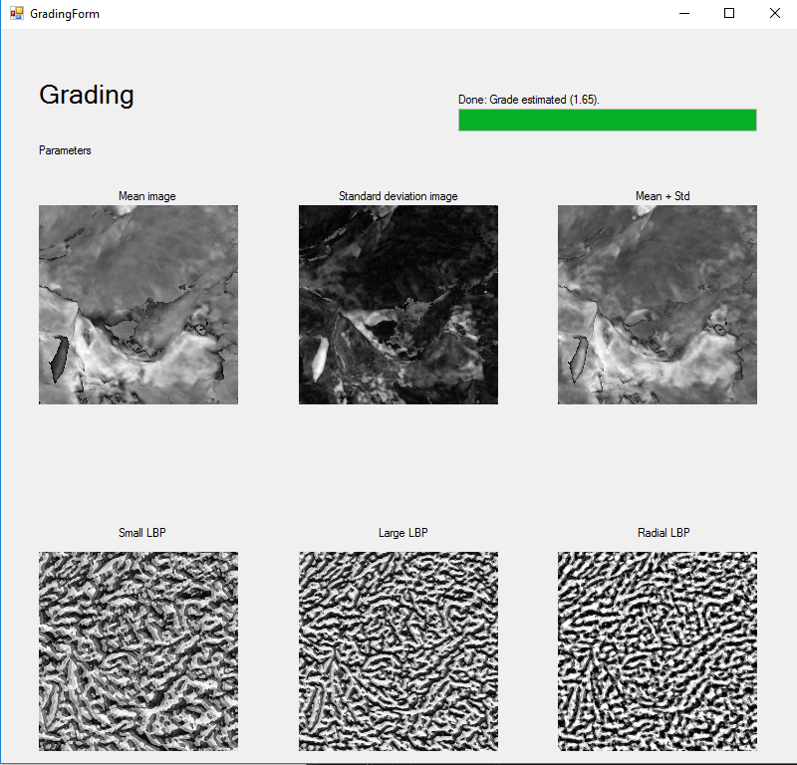 GradingForm
Grading
Done: Grade estimated (1.65).
Parameters
Mean image
Standard deviation image
Mean + Std
Small LBP
Large LBP
Radial LBP